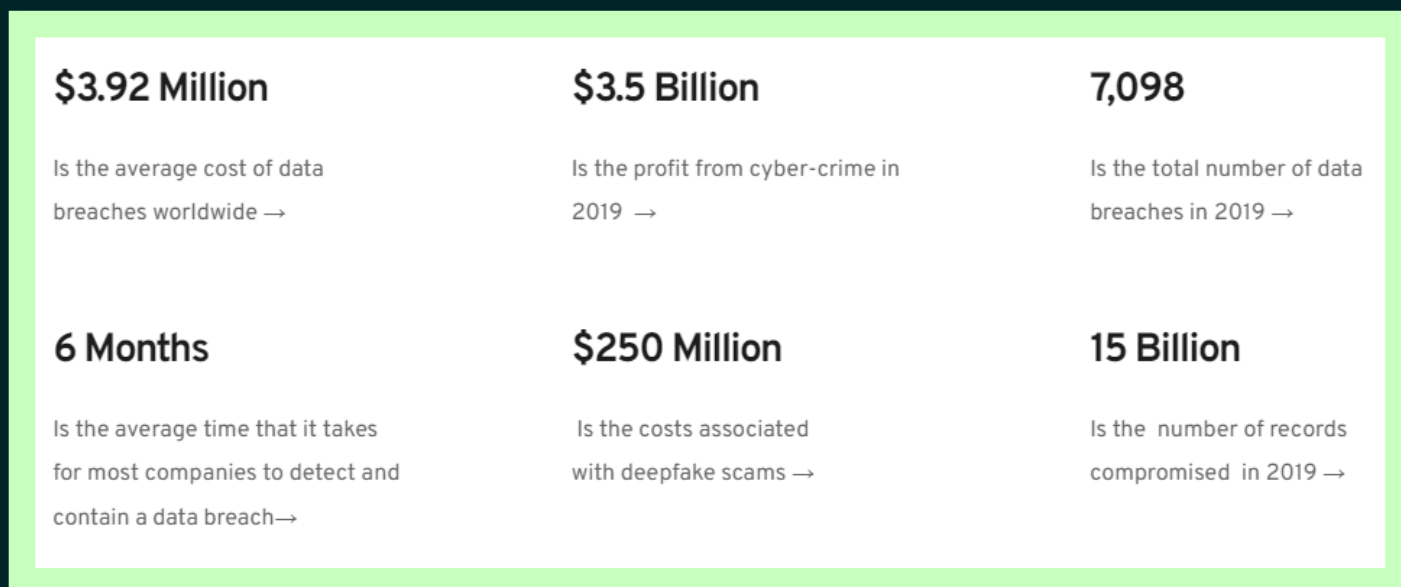 $3.92 Million
Is the average cost of data
breaches worldwide →
$3.5 Billion
Is the profit from cyber-crime in
2019 →
7,098
Is the total number of data
breaches in 2019 →
6 Months
Is the average time that it takes
for most companies to detect and
contain a data breach→
$250 Million
Is the costs associated
with deepfake scams →
15 Billion
Is the number of records
compromised in 2019 →